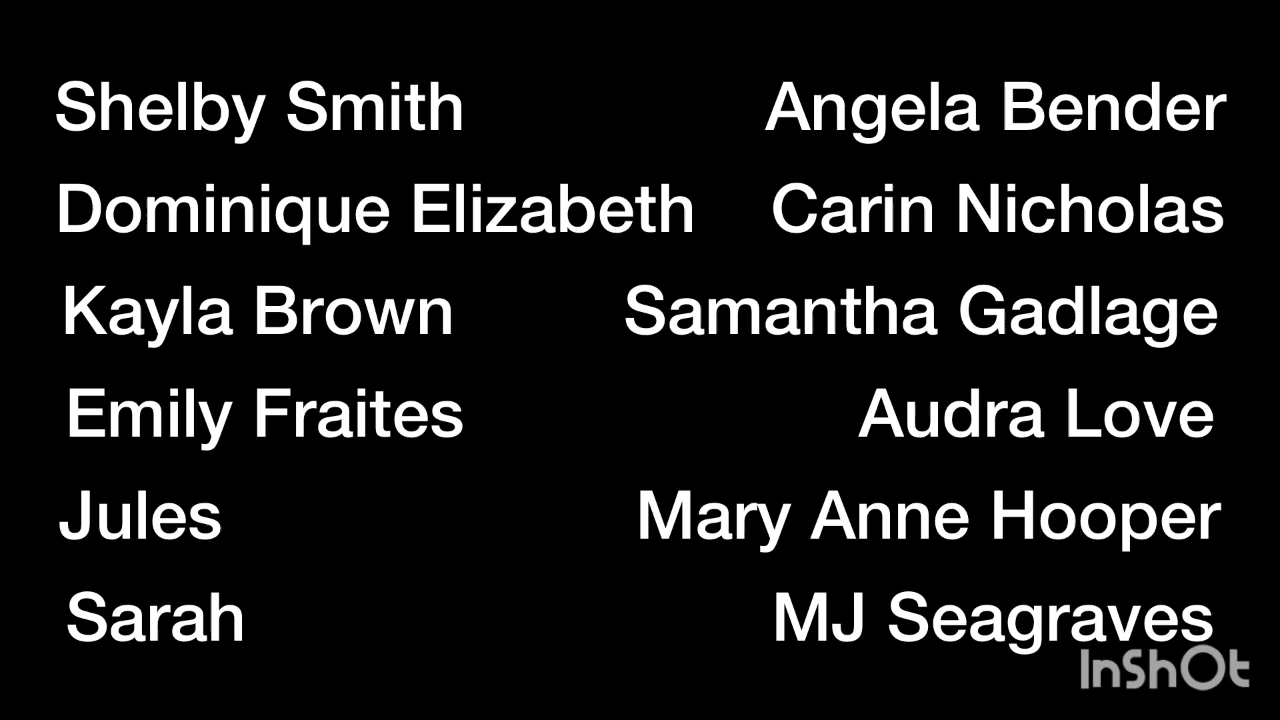 Shelby Smith Angela Bender
Dominique Elizabeth Carin Nicholas
Kayla Brown Samantha Gadlage
Emily Fraites Audra Love
Jules Mary Anne Hooper
Sarah MJ Seagraves
InShOt